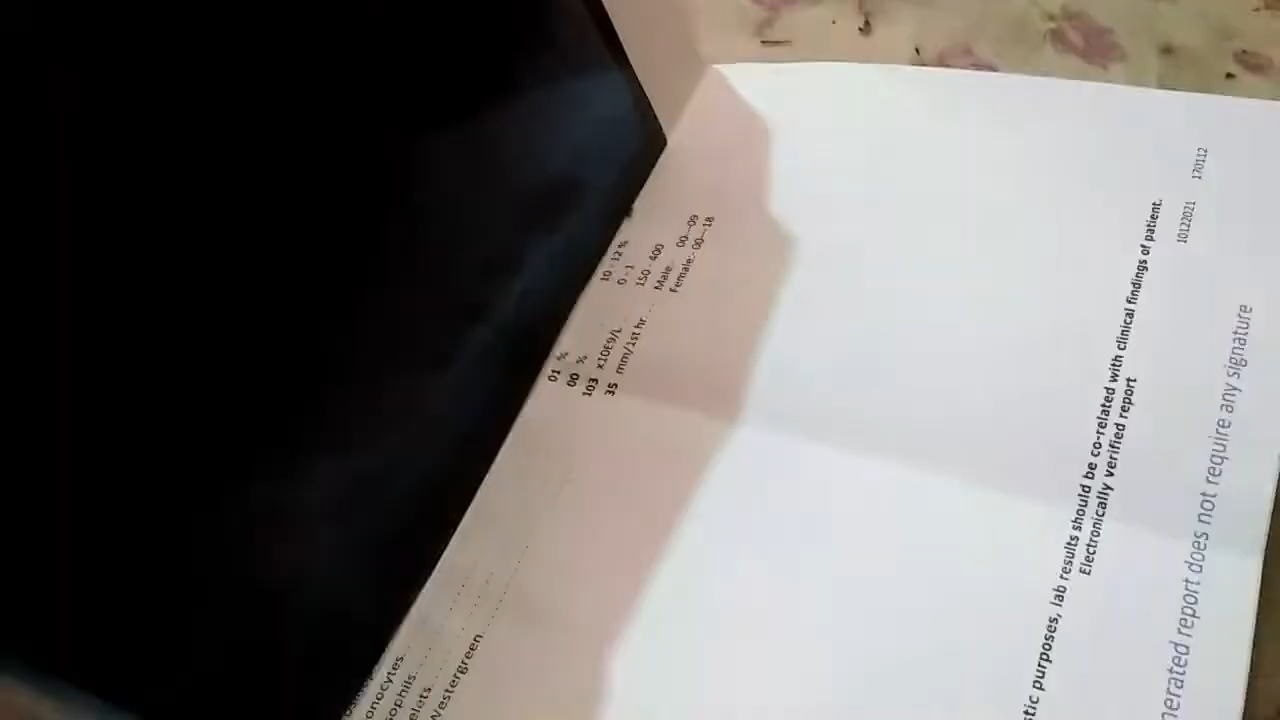 onocytes 01 % 10 - 12 %
ophils 00 % 0 - 1
elets 103 x10E9/L 150 - 400
Westergreen 35 mm/1st hr. Male:- 00---09
Female:- 00---18
stic purposes, lab results should be co-related with clinical findings of patient.
Electronically verified report
10122021 170112
nerated report does not require any signature